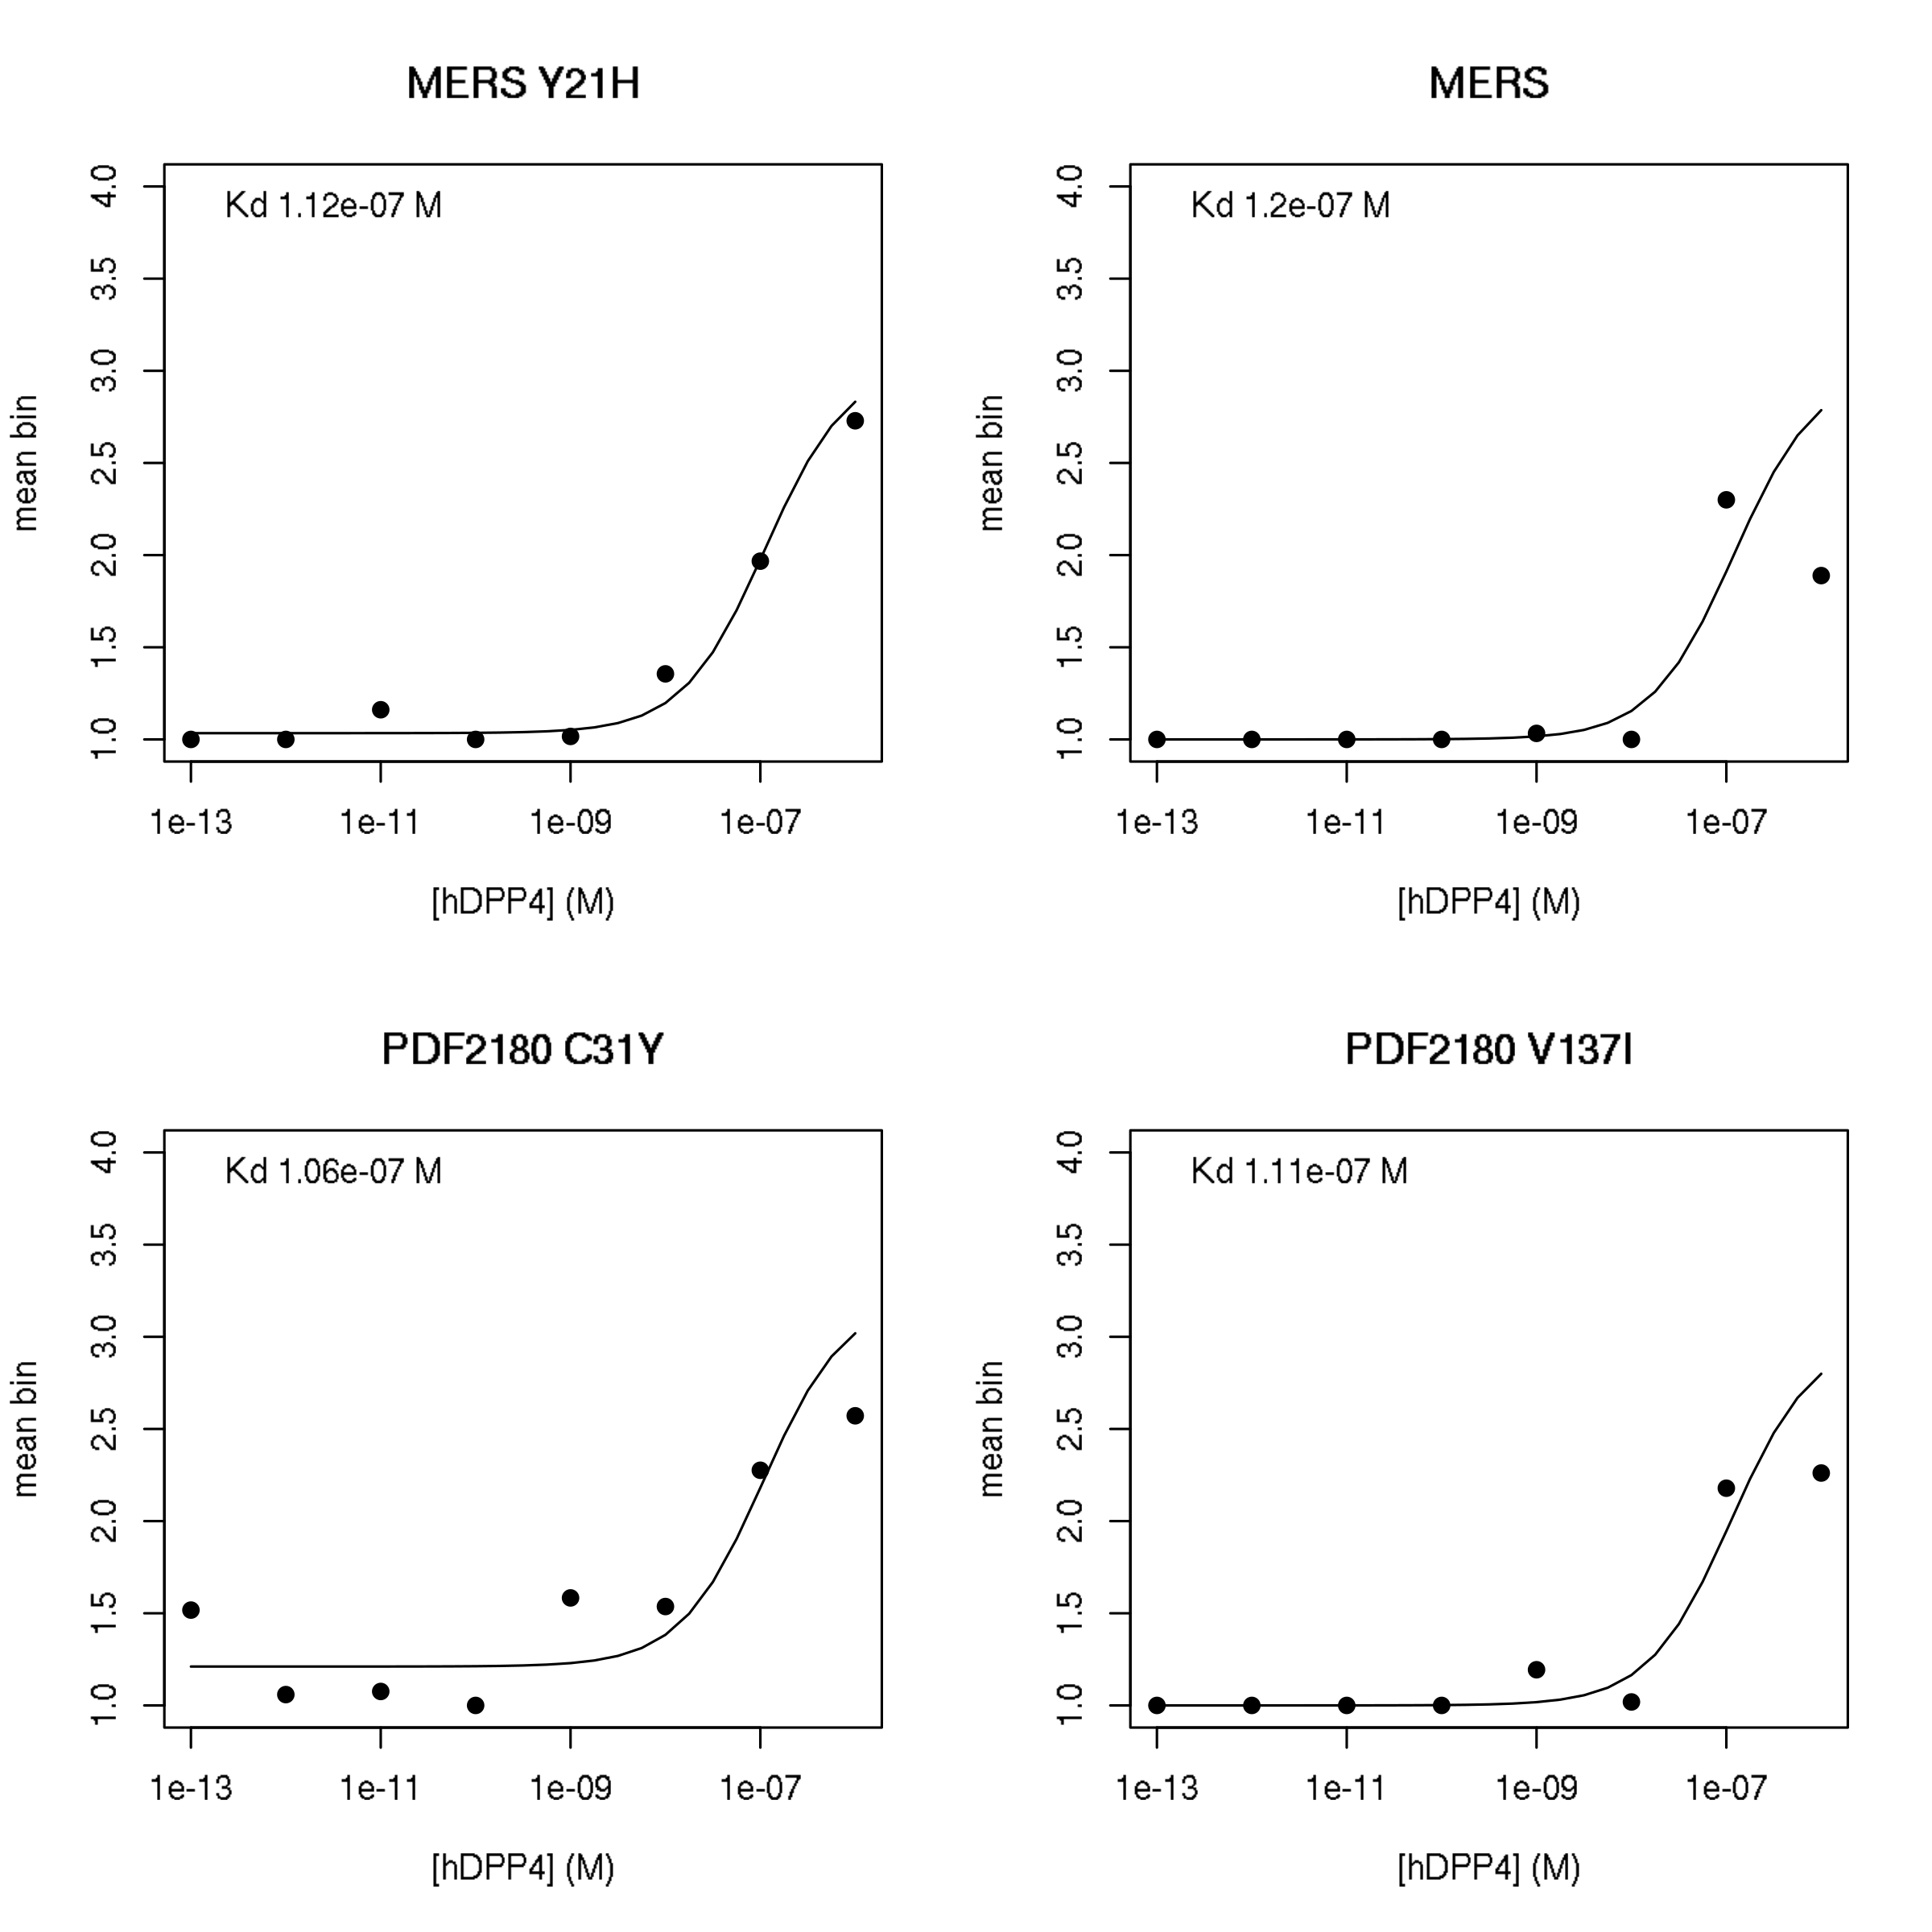 MERS Y21H
Kd 1.12e-07 M
4.0
3.5
3.0
2.5
2.0
1.5
1.0
mean bin
1e-13 1e-11 1e-09 1e-07
[hDPP4] (M)
MERS
Kd 1.2e-07 M
4.0
3.5
3.0
2.5
2.0
1.5
1.0
mean bin
1e-13 1e-11 1e-09 1e-07
[hDPP4] (M)
PDF2180 C31Y
Kd 1.06e-07 M
4.0
3.5
3.0
2.5
2.0
1.5
1.0
mean bin
1e-13 1e-11 1e-09 1e-07
[hDPP4] (M)
PDF2180 V137I
Kd 1.11e-07 M
4.0
3.5
3.0
2.5
2.0
1.5
1.0
mean bin
1e-13 1e-11 1e-09 1e-07
[hDPP4] (M)